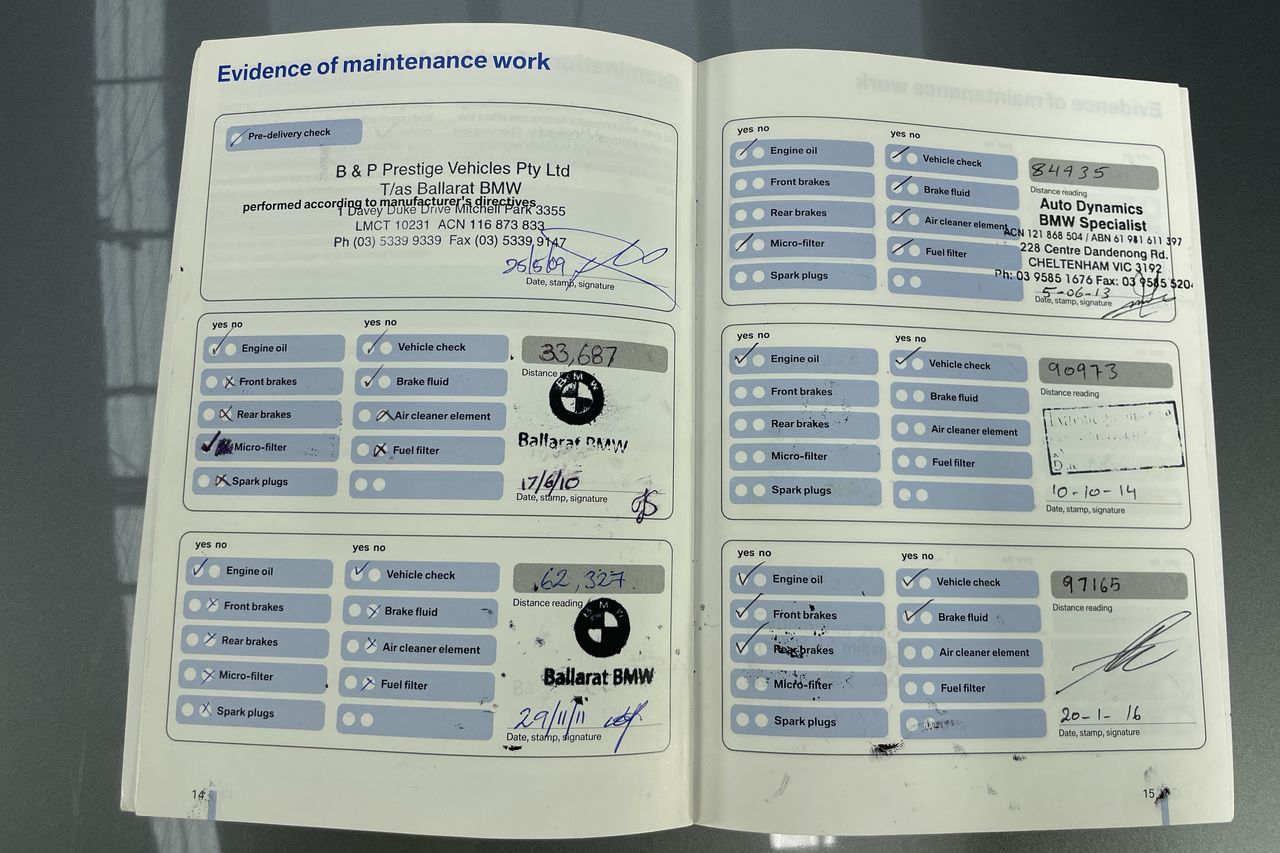 Evidence of maintenance work
Pre-delivery check
B & P Prestige Vehicles Pty Ltd
T/as Ballarat BMW
performed according to manufacturer's directives
1 Davey Duke Drive Mitchell Park 3355
LMCT 10231 ACN 116 873 833
Ph (03) 5339 9339 Fax (03) 5339 9147
25/5/09
Date, stamp, signature
yes no
yes no
Engine oil
Vehicle check
33,687
Front brakes
Brake fluid
Distance
BMW
Rear brakes
Air cleaner element
Ballarat BMW
Micro-filter
Fuel filter
Spark plugs
17/6/10
Date, stamp, signature
yes no
yes no
Engine oil
Vehicle check
62,327
Front brakes
Brake fluid
Distance reading
BMW
Rear brakes
Air cleaner element
Ballarat BMW
Micro-filter
Fuel filter
Spark plugs
29/11/11
Date, stamp, signature
14
yes no
yes no
Engine oil
Vehicle check
84935
Front brakes
Brake fluid
Distance reading
Auto Dynamics
BMW Specialist
Rear brakes
Air cleaner element
ACN 121 868 504 / ABN 61 981 611 397
228 Centre Dandenong Rd.
Micro-filter
Fuel filter
CHELTENHAM VIC 3192
Ph: 03 9585 1676 Fax: 03 9585 520
Spark plugs
5-06-13
Date, stamp, signature
yes no
yes no
Engine oil
Vehicle check
90973
Front brakes
Brake fluid
Distance reading
Rear brakes
Air cleaner element
Micro-filter
Fuel filter
Spark plugs
10-10-14
Date, stamp, signature
yes no
yes no
Engine oil
Vehicle check
97165
Front brakes
Brake fluid
Distance reading
Rear brakes
Air cleaner element
Micro-filter
Fuel filter
Spark plugs
20-1-16
Date, stamp, signature
15